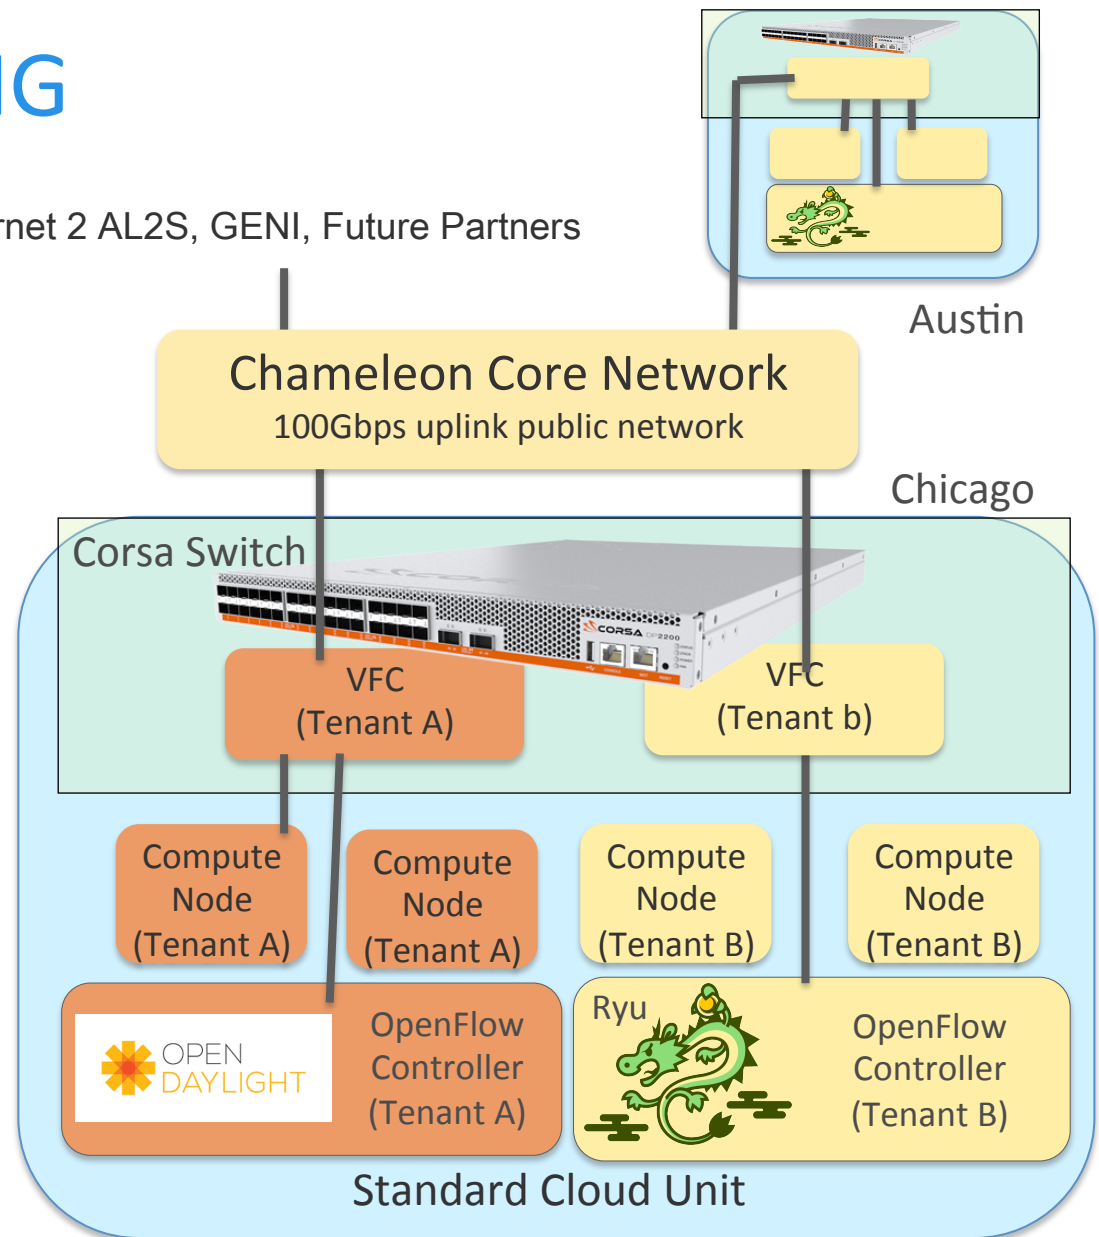 NG
rnet 2 AL2S, GENI, Future Partners
Austin
Chameleon Core Network
100Gbps uplink public network
Chicago
Corsa Switch
CORSA DP2200
VFC
(Tenant A)
VFC
(Tenant b)
Compute
Node
(Tenant A)
Compute
Node
(Tenant A)
Compute
Node
(Tenant B)
Compute
Node
(Tenant B)
OPEN
DAYLIGHT
OpenFlow
Controller
(Tenant A)
Ryu
OpenFlow
Controller
(Tenant B)
Standard Cloud Unit